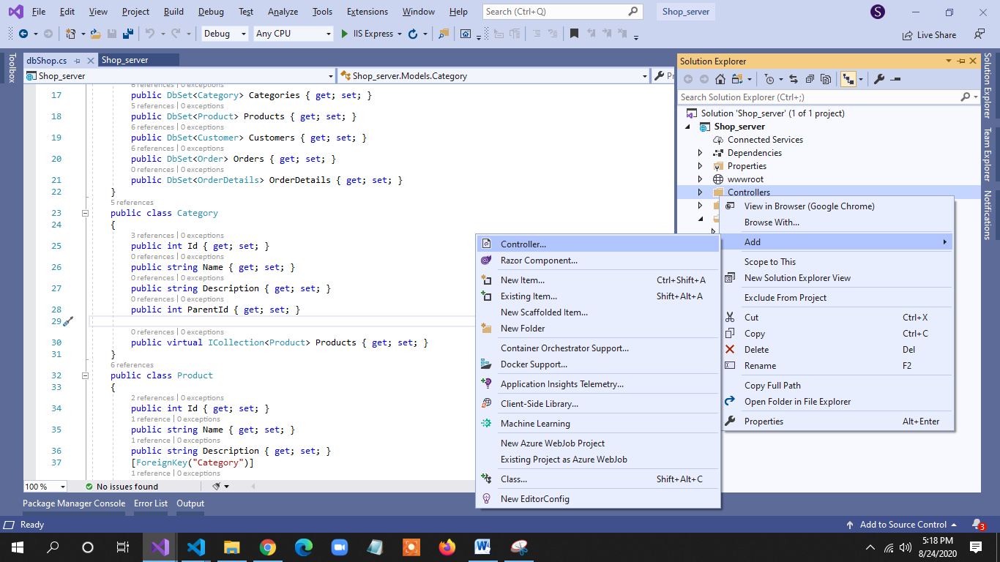 File Edit View Project Build Debug Test Analyze Tools Extensions Window Help Search (Ctrl+Q) Shop_server S
Debug Any CPU IIS Express Live Share
Toolbox
dbShop.cs Shop_server
Shop_server Shop_server.Models.Category
6 references | 0 exceptions
17 public DbSet<Category> Categories { get; set; }
5 references | 0 exceptions
18 public DbSet<Product> Products { get; set; }
6 references | 0 exceptions
19 public DbSet<Customer> Customers { get; set; }
6 references | 0 exceptions
20 public DbSet<Order> Orders { get; set; }
0 references | 0 exceptions
21 public DbSet<OrderDetails> OrderDetails { get; set; }
22 }
5 references
23 public class Category
24 {
3 references | 0 exceptions
25 public int Id { get; set; }
0 references | 0 exceptions
26 public string Name { get; set; }
0 references | 0 exceptions
27 public string Description { get; set; }
0 references | 0 exceptions
28 public int ParentId { get; set; }
29
0 references | 0 exceptions
30 public virtual ICollection<Product> Products { get; set; }
31 }
6 references
32 public class Product
33 {
2 references | 0 exceptions
34 public int Id { get; set; }
1 reference | 0 exceptions
35 public string Name { get; set; }
1 reference | 0 exceptions
36 public string Description { get; set; }
37 [ForeignKey("Category")]
1 reference | 0 exceptions
100 % No issues found
Package Manager Console Error List Output
Solution Explorer
Search Solution Explorer (Ctrl+;)
Solution 'Shop_server' (1 of 1 project)
Shop_server
Connected Services
Dependencies
Properties
wwwroot
Controllers
View in Browser (Google Chrome)
Browse With...
Add
Scope to This
New Solution Explorer View
Exclude From Project
Cut Ctrl+X
Copy Ctrl+C
Delete Del
Rename F2
Copy Full Path
Open Folder in File Explorer
Properties Alt+Enter
Controller...
Razor Component...
New Item... Ctrl+Shift+A
Existing Item... Shift+Alt+A
New Scaffolded Item...
New Folder
Container Orchestrator Support...
Docker Support...
Application Insights Telemetry...
Client-Side Library...
Machine Learning
New Azure WebJob Project
Existing Project as Azure WebJob
Class... Shift+Alt+C
New EditorConfig
Solution Explorer
Team Explorer
Notifications
Ready Add to Source Control 3
5:18 PM
8/24/2020